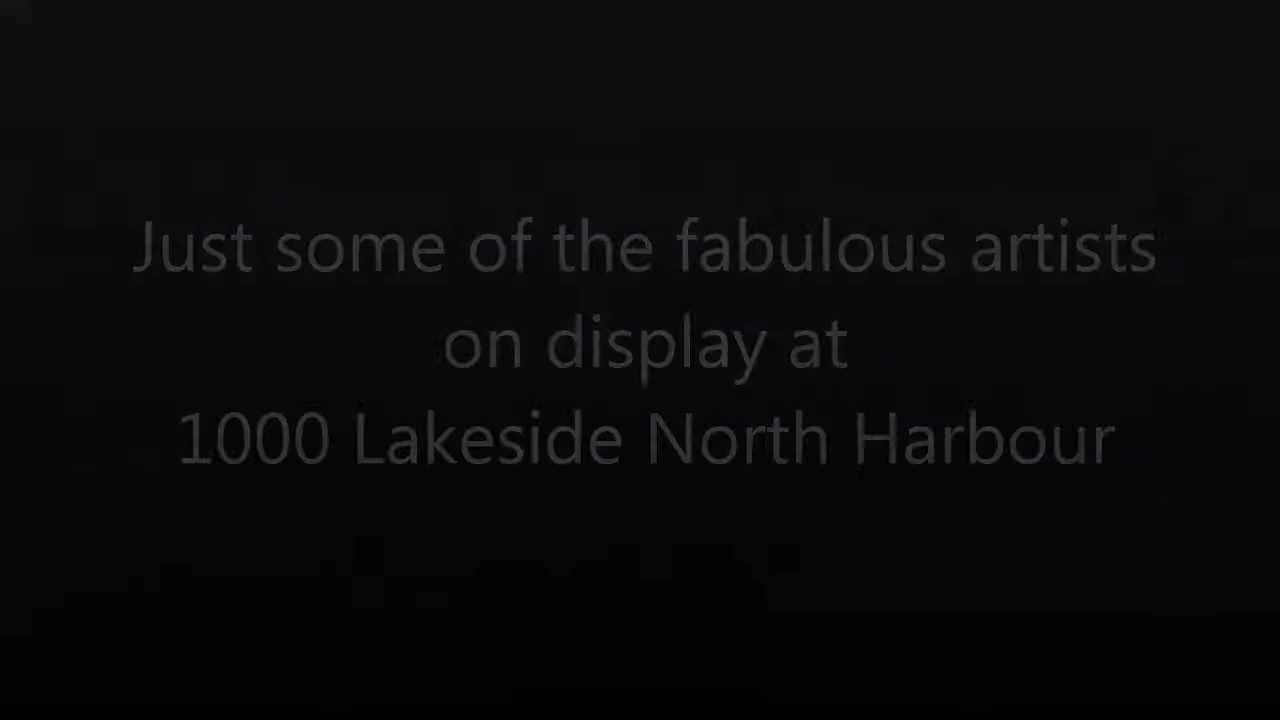 Just some of the fabulous artists
on display at
1000 Lakeside North Harbour